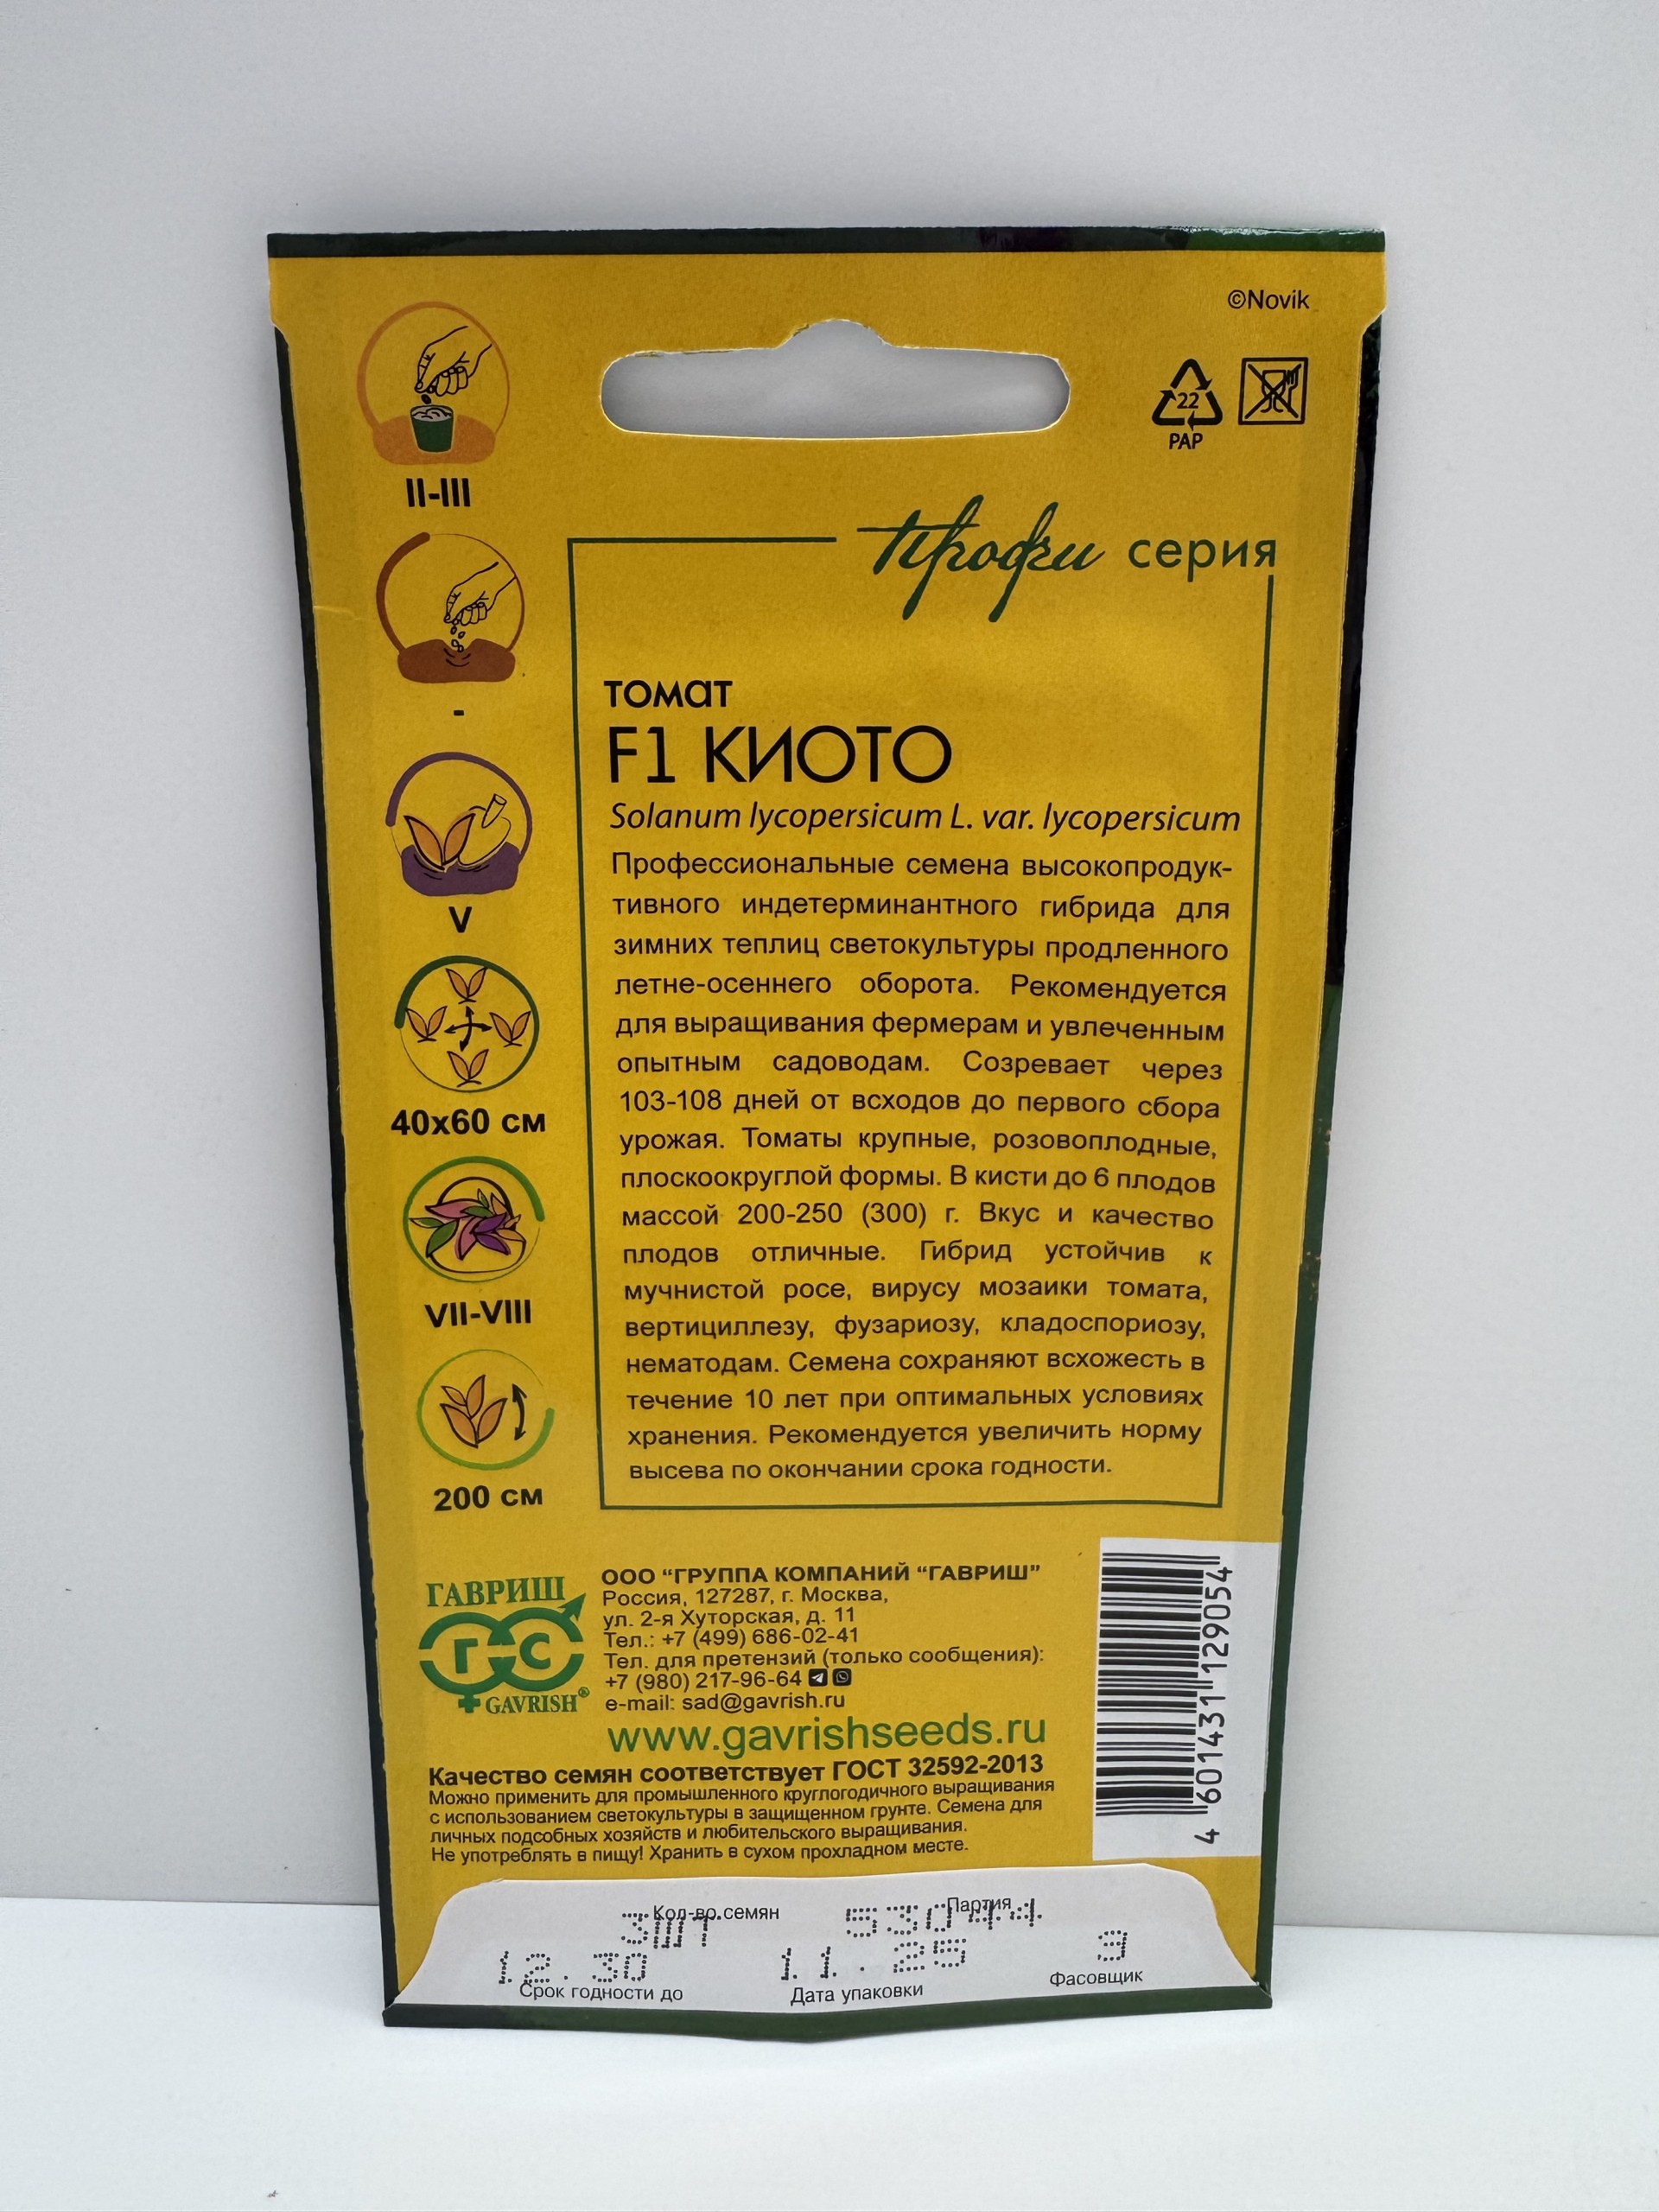 ©Novik
22
PAP
II-III
-
V
40х60 см
VII-VIII
200 см
Профи серия
томат
F1 КИОТО
Solanum lycopersicum L. var. lycopersicum
Профессиональные семена высокопродук-
тивного индетерминантного гибрида для
зимних теплиц светокультуры продленного
летне-осеннего оборота. Рекомендуется
для выращивания фермерам и увлеченным
опытным садоводам. Созревает через
103-108 дней от всходов до первого сбора
урожая. Томаты крупные, розовоплодные,
плоскоокруглой формы. В кисти до 6 плодов
массой 200-250 (300) г. Вкус и качество
плодов отличные. Гибрид устойчив к
мучнистой росе, вирусу мозаики томата,
вертициллезу, фузариозу, кладоспориозу,
нематодам. Семена сохраняют всхожесть в
течение 10 лет при оптимальных условиях
хранения. Рекомендуется увеличить норму
высева по окончании срока годности.
ГАВРИШ
ГС
GAVRISH®
ООО “ГРУППА КОМПАНИЙ “ГАВРИШ”
Россия, 127287, г. Москва,
ул. 2-я Хуторская, д. 11
Тел.: +7 (499) 686-02-41
Тел. для претензий (только сообщения):
+7 (980) 217-96-64
e-mail: sad@gavrish.ru
www.gavrishseeds.ru
Качество семян соответствует ГОСТ 32592-2013
Можно применить для промышленного круглогодичного выращивания
с использованием светокультуры в защищенном грунте. Семена для
личных подсобных хозяйств и любительского выращивания.
Не употреблять в пищу! Хранить в сухом прохладном месте.
4 601431 129054
Кол-во семян Партия
3шт. 53044
12.30 11.25 9
Срок годности до Дата упаковки Фасовщик